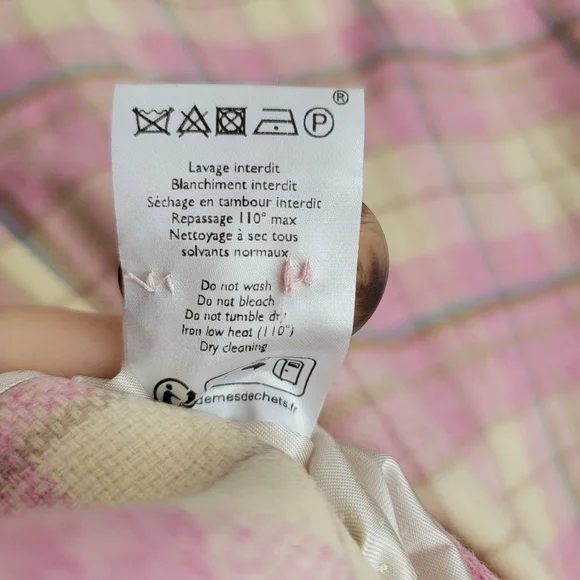 P ®
Lavage interdit
Blanchiment interdit
Séchage en tambour interdit
Repassage 110° max
Nettoyage à sec tous
solvants normaux
Do not wash
Do not bleach
Do not tumble dry
Iron low heat (110°)
Dry cleaning
demesdechets.fr